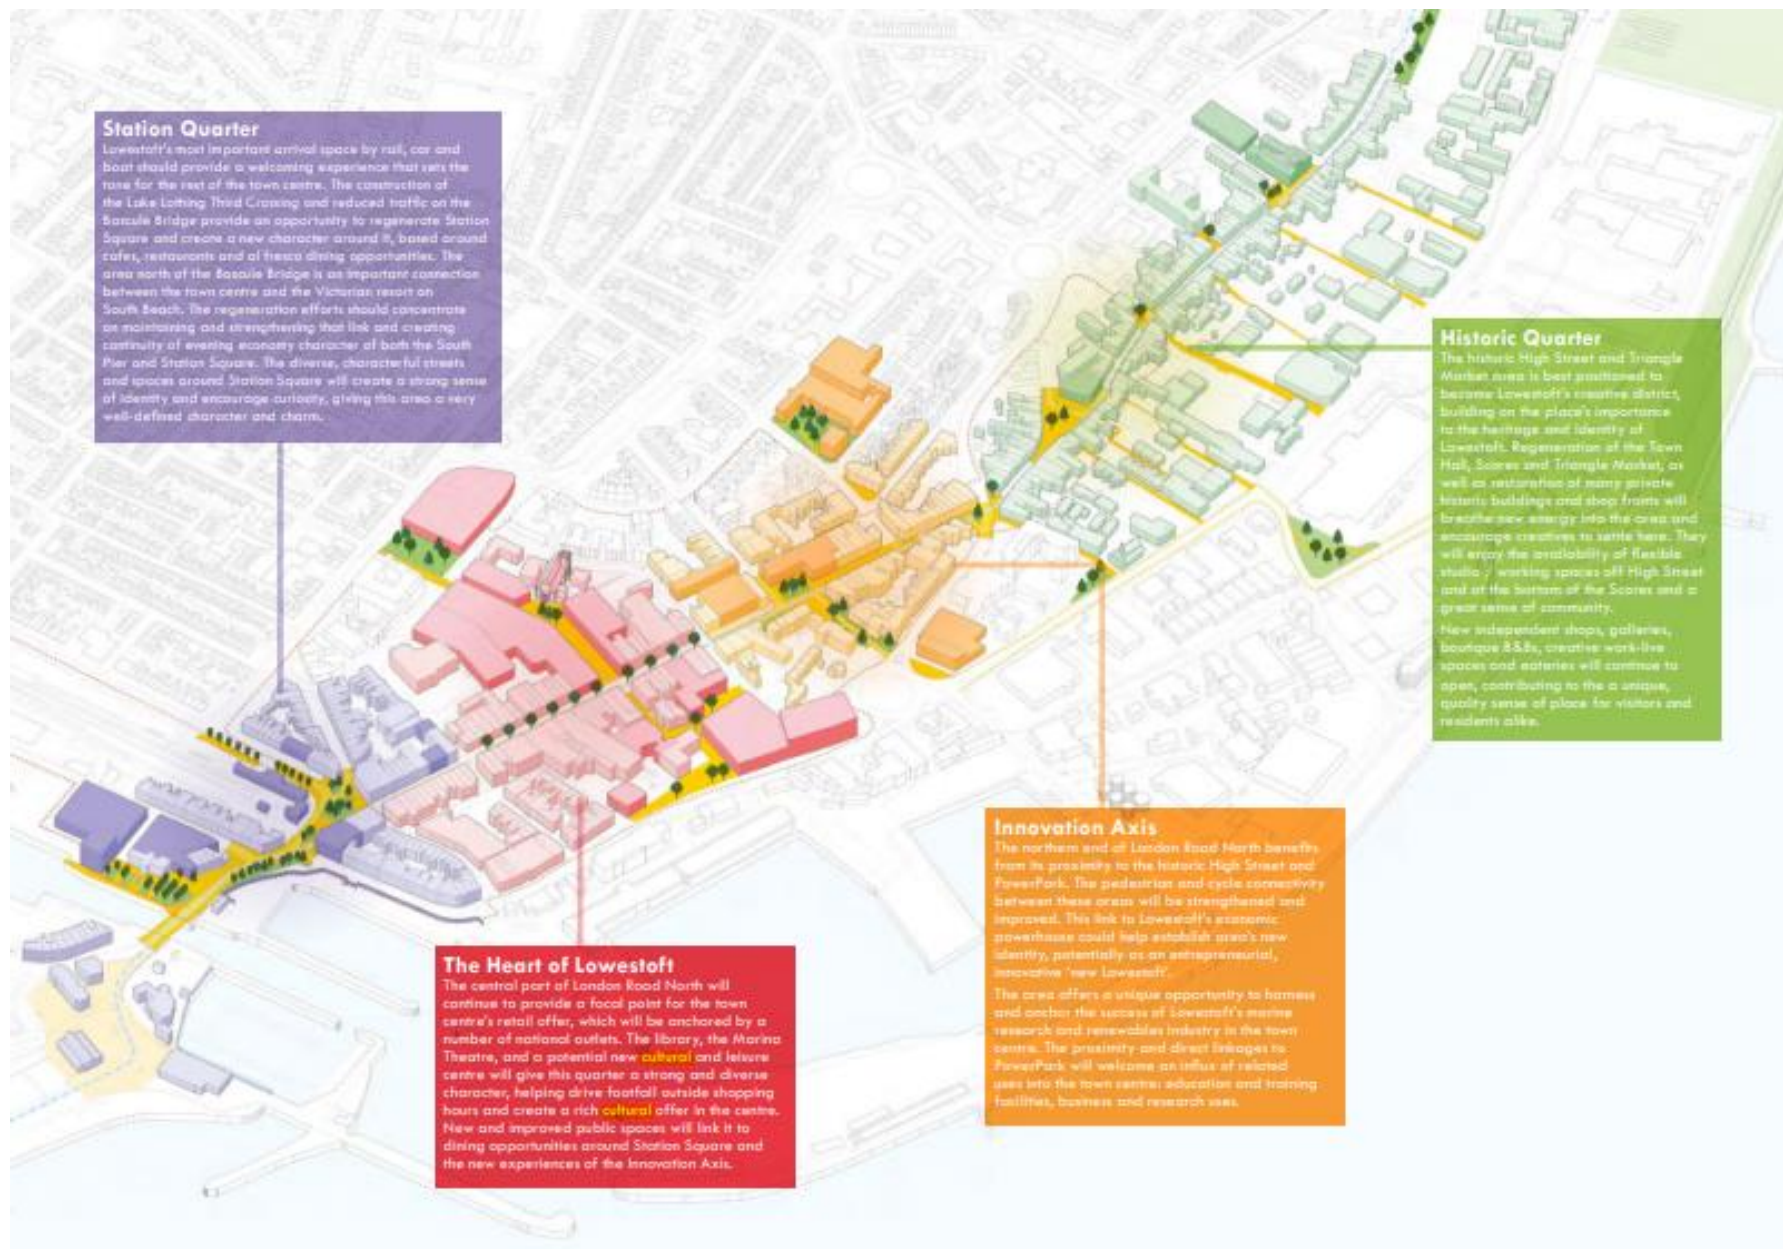 Station Quarter
Lowestoft's most important arrival space by rail, car and
boat should provide a welcoming experience that sets the
tone for the rest of the town centre. The construction of
the Lake Lothing Third Crossing and reduced traffic on the
Bascule Bridge provide an opportunity to regenerate Station
Square and create a new character around it, based around
cafes, restaurants and al fresco dining opportunities. The
area north of the Bascule Bridge is an important connection
between the town centre and the Victorian resort on
South Beach. The regeneration efforts should concentrate
on maintaining and strengthening that link and creating
continuity of evening economy character of both the South
Pier and Station Square. The diverse, characterful streets
and spaces around Station Square will create a strong sense
of identity and encourage curiosity, giving this area a very
well-defined character and charm.
Historic Quarter
The historic High Street and Triangle
Market area is best positioned to
become Lowestoft's creative district,
building on the place's importance
to the heritage and identity of
Lowestoft. Regeneration of the Town
Hall, Scores and Triangle Market, as
well as restoration of many private
historic buildings and shop fronts will
breathe new energy into the area and
encourage creatives to settle here. They
will enjoy the availability of flexible
studio / working spaces off High Street
and at the bottom of the Scores and a
great sense of community.
New independent shops, galleries,
boutique B&Bs, creative work-live
spaces and eateries will continue to
open, contributing to the a unique,
quality sense of place for visitors and
residents alike.
Innovation Axis
The northern end of London Road North benefits
from its proximity to the historic High Street and
PowerPark. The pedestrian and cycle connectivity
between these areas will be strengthened and
improved. This link to Lowestoft's economic
powerhouse could help establish area's new
identity, potentially as an entrepreneurial,
innovative 'new Lowestoft'.
The area offers a unique opportunity to harness
and anchor the success of Lowestoft's marine
research and renewables industry in the town
centre. The proximity and direct linkages to
PowerPark will welcome an influx of related
uses into the town centre: education and training
facilities, business and research uses.
The Heart of Lowestoft
The central part of London Road North will
continue to provide a focal point for the town
centre's retail offer, which will be anchored by a
number of national outlets. The library, the Marina
Theatre, and a potential new cultural and leisure
centre will give this quarter a strong and diverse
character, helping drive footfall outside shopping
hours and create a rich cultural offer in the centre.
New and improved public spaces will link it to
dining opportunities around Station Square and
the new experiences of the Innovation Axis.